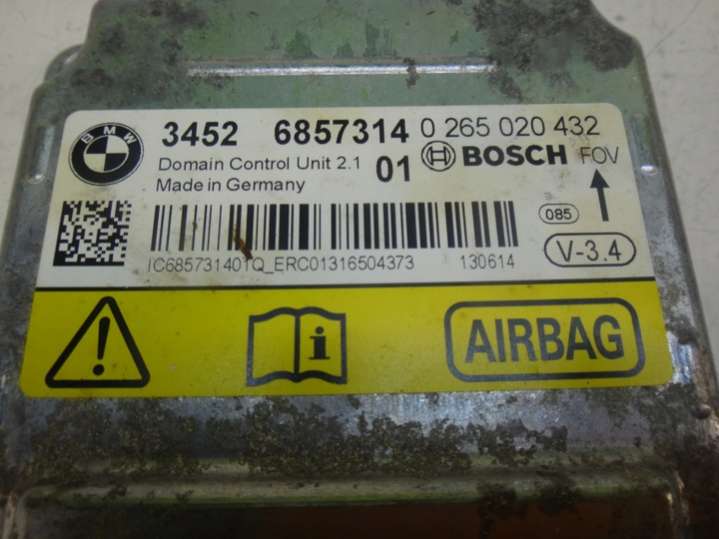 BMW
3452 6857314 0 265 020 432
Domain Control Unit 2.1 01 BOSCH FOV
Made in Germany
085
V-3.4
IC685731401Q_ERC01316504373 130614
i
AIRBAG